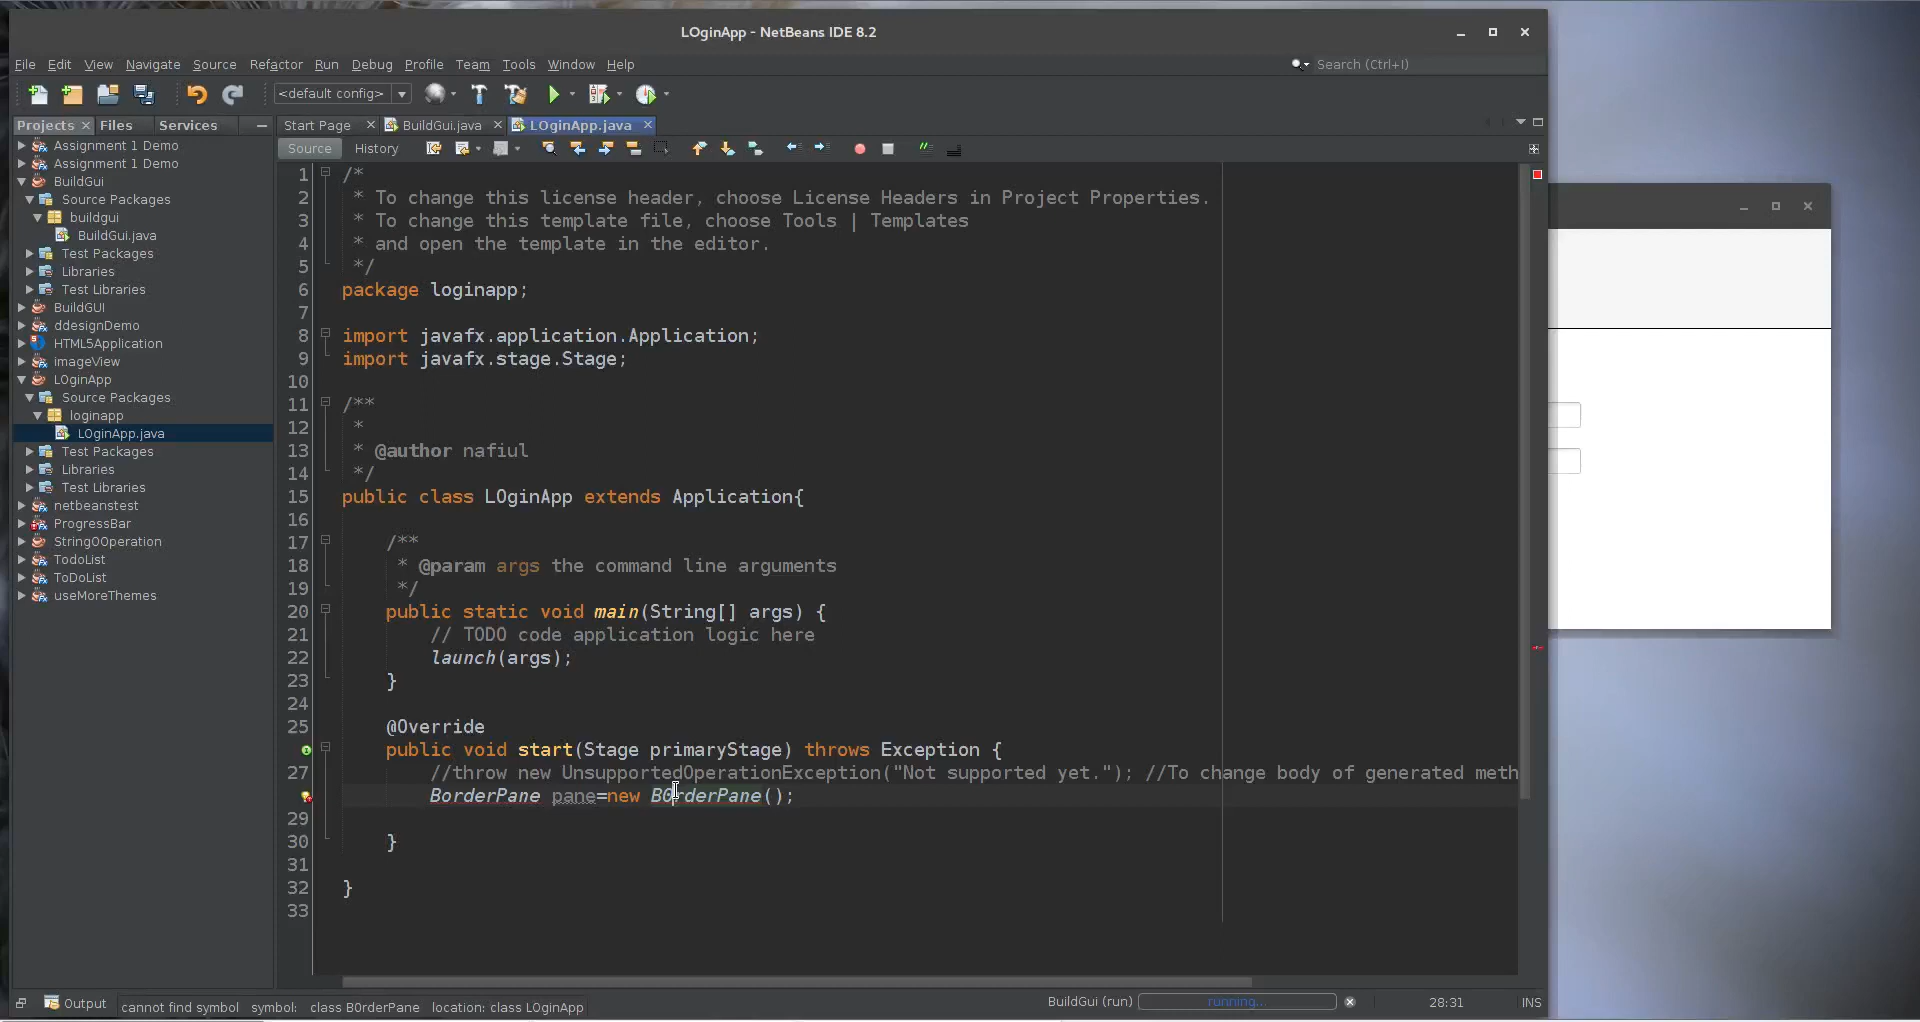 LOginApp - NetBeans IDE 8.2
File Edit View Navigate Source Refactor Run Debug Profile Team Tools Window Help
Search (Ctrl+I)
<default config>
Projects Files Services
Start Page BuildGui.java LOginApp.java
Source History
Assignment 1 Demo
Assignment 1 Demo
BuildGui
Source Packages
buildgui
BuildGui.java
Test Packages
Libraries
Test Libraries
BuildGUI
ddesignDemo
HTML5Application
imageView
LOginApp
Source Packages
loginapp
LOginApp.java
Test Packages
Libraries
Test Libraries
netbeanstest
ProgressBar
StringOOperation
TodoList
ToDoList
useMoreThemes
1 /*
2 * To change this license header, choose License Headers in Project Properties.
3 * To change this template file, choose Tools | Templates
4 * and open the template in the editor.
5 */
6 package loginapp;
7
8 import javafx.application.Application;
9 import javafx.stage.Stage;
10
11 /**
12 *
13 * @author nafiul
14 */
15 public class LOginApp extends Application{
16
17 /**
18 * @param args the command line arguments
19 */
20 public static void main(String[] args) {
21 // TODO code application logic here
22 launch(args);
23 }
24
25 @Override
public void start(Stage primaryStage) throws Exception {
27 //throw new UnsupportedOperationException("Not supported yet."); //To change body of generated meth
BorderPane pane=new B0rderPane();
29
30 }
31
32 }
33
Output
cannot find symbol symbol: class B0rderPane location: class LOginApp
BuildGui (run) running... 28:31 INS